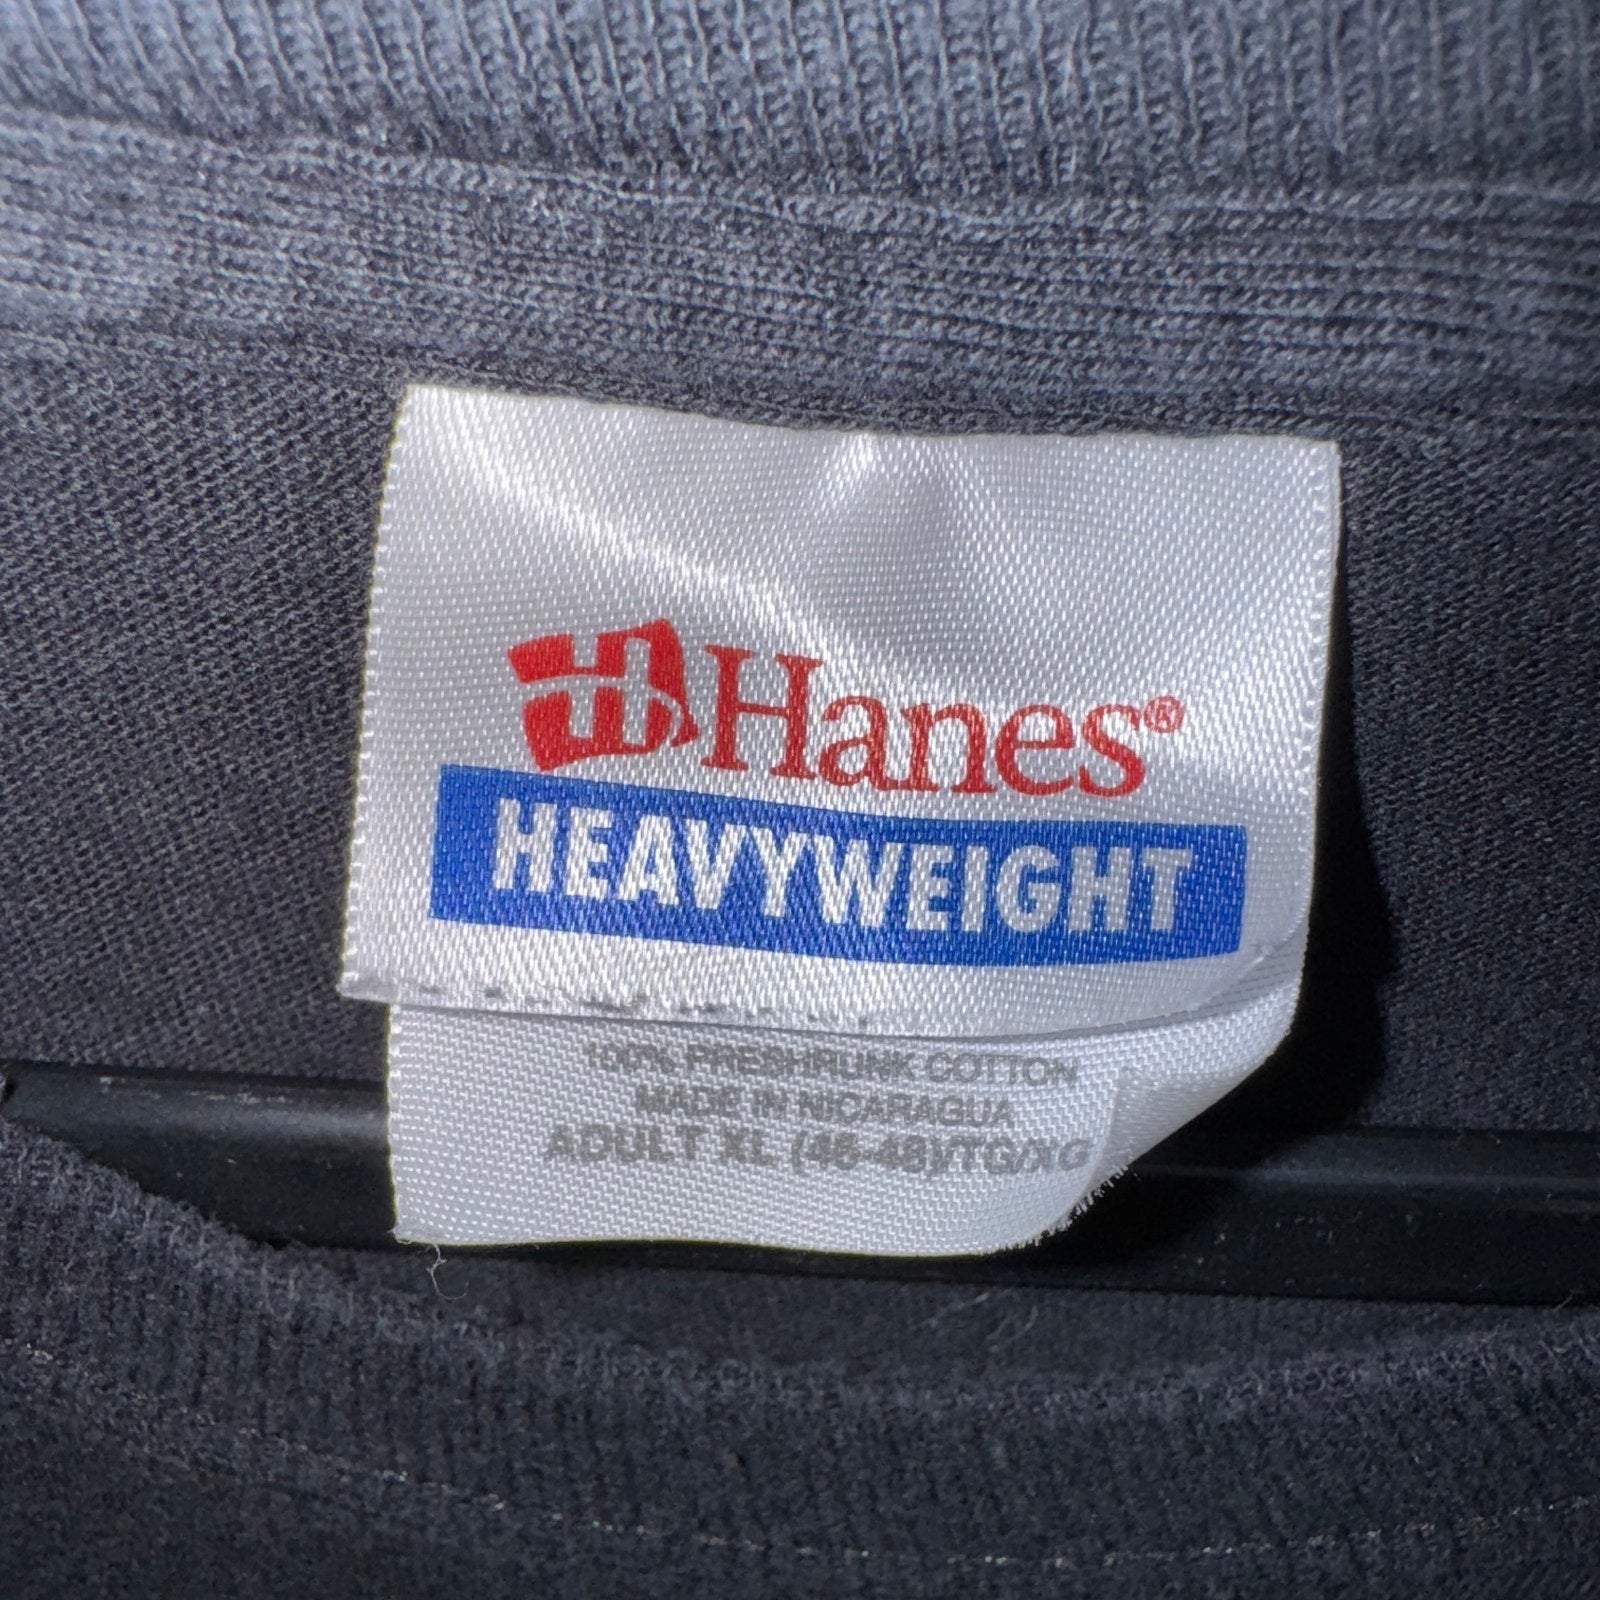 Hanes®
HEAVYWEIGHT
100% PRESHRUNK COTTON
MADE IN NICARAGUA
ADULT XL (46-48)/TG/XG